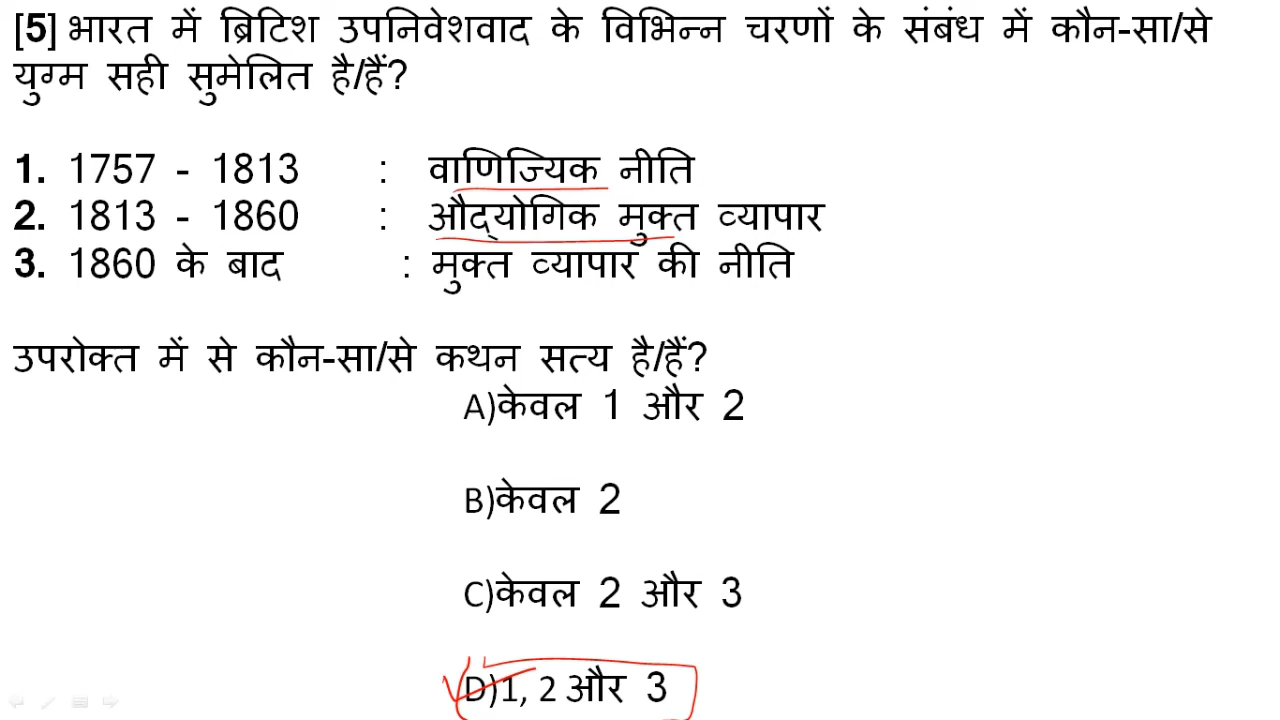 [5] भारत में ब्रिटिश उपनिवेशवाद के विभिन्न चरणों के संबंध में कौन-सा/से
युग्म सही सुमेलित है/हैं?
1. 1757 - 1813 : वाणिज्यिक नीति
2. 1813 - 1860 : औद्योगिक मुक्त व्यापार
3. 1860 के बाद : मुक्त व्यापार की नीति
उपरोक्त में से कौन-सा/से कथन सत्य है/हैं?
A)केवल 1 और 2
B)केवल 2
C)केवल 2 और 3
D)1, 2 और 3